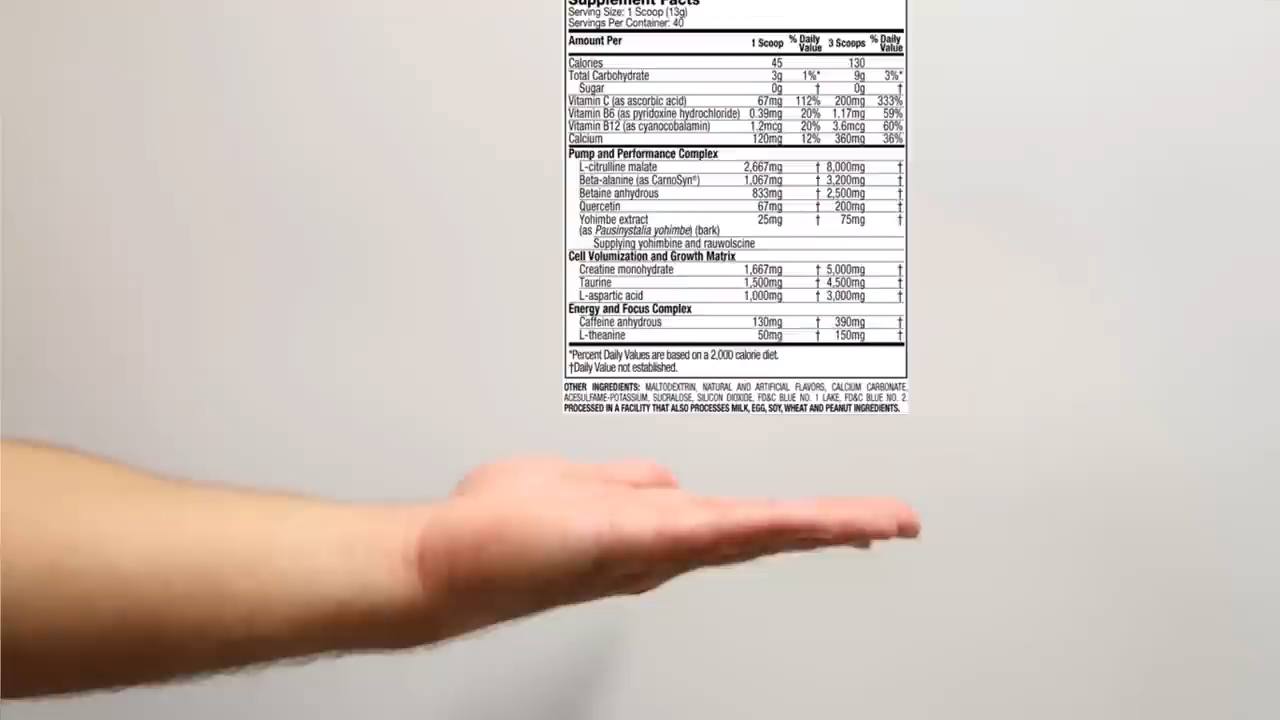 Supplement Facts
Serving Size: 1 Scoop (13g)
Servings Per Container: 40
Amount Per 1 Scoop % Daily Value 3 Scoops % Daily Value
Calories 45 130
Total Carbohydrate 3g 1%* 9g 3%*
Sugar 0g † 0g †
Vitamin C (as ascorbic acid) 67mg 112% 200mg 333%
Vitamin B6 (as pyridoxine hydrochloride) 0.39mg 20% 1.17mg 59%
Vitamin B12 (as cyanocobalamin) 1.2mcg 20% 3.6mcg 60%
Calcium 120mg 12% 360mg 36%
Pump and Performance Complex
L-citrulline malate 2,667mg † 8,000mg †
Beta-alanine (as CarnoSyn®) 1,067mg † 3,200mg †
Betaine anhydrous 833mg † 2,500mg †
Quercetin 67mg † 200mg †
Yohimbe extract 25mg † 75mg †
(as Pausinystalia yohimbe) (bark)
Supplying yohimbine and rauwolscine
Cell Volumization and Growth Matrix
Creatine monohydrate 1,667mg † 5,000mg †
Taurine 1,500mg † 4,500mg †
L-aspartic acid 1,000mg † 3,000mg †
Energy and Focus Complex
Caffeine anhydrous 130mg † 390mg †
L-theanine 50mg † 150mg †
*Percent Daily Values are based on a 2,000 calorie diet.
†Daily Value not established.
OTHER INGREDIENTS: MALTODEXTRIN, NATURAL AND ARTIFICIAL FLAVORS, CALCIUM CARBONATE,
ACESULFAME-POTASSIUM, SUCRALOSE, SILICON DIOXIDE, FD&C BLUE NO. 1 LAKE, FD&C BLUE NO. 2.
PROCESSED IN A FACILITY THAT ALSO PROCESSES MILK, EGG, SOY, WHEAT AND PEANUT INGREDIENTS.